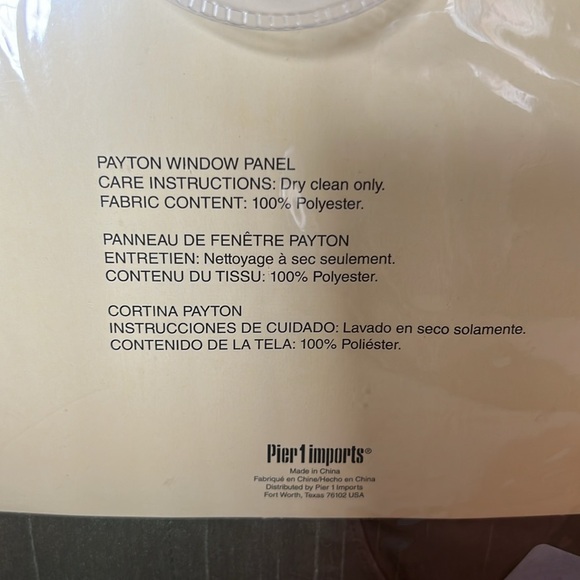 PAYTON WINDOW PANEL
CARE INSTRUCTIONS: Dry clean only.
FABRIC CONTENT: 100% Polyester.
PANNEAU DE FENÊTRE PAYTON
ENTRETIEN: Nettoyage à sec seulement.
CONTENU DU TISSU: 100% Polyester.
CORTINA PAYTON
INSTRUCCIONES DE CUIDADO: Lavado en seco solamente.
CONTENIDO DE LA TELA: 100% Poliéster.
Pier 1 imports®
Made in China
Fabriqué en Chine/Hecho en China
Distributed by Pier 1 Imports
Fort Worth, Texas 76102 USA